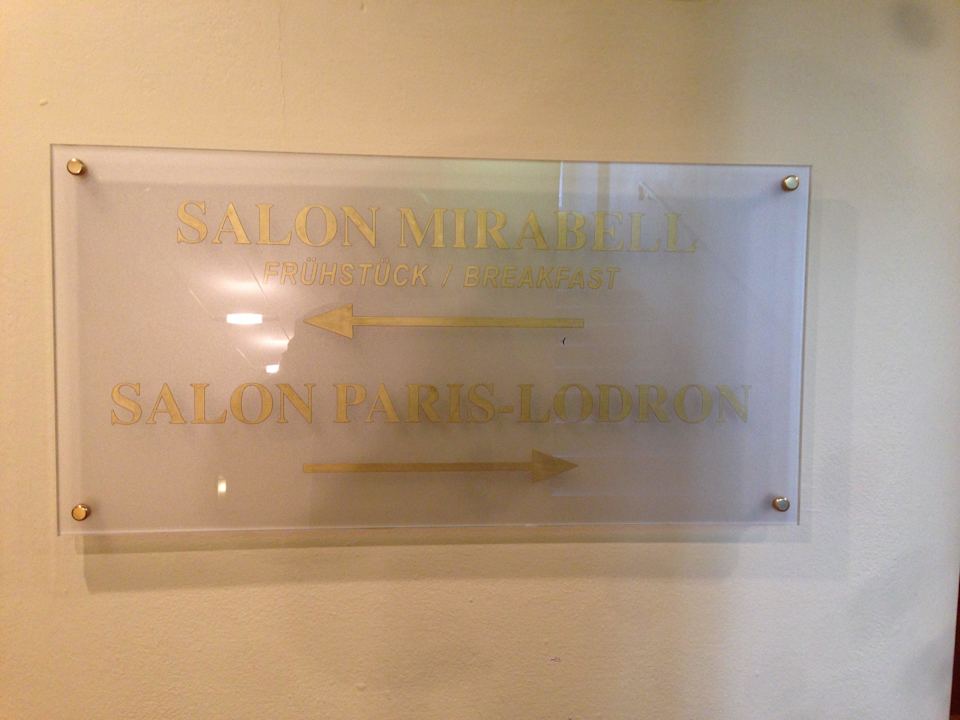 SALON MIRABELL
FRÜHSTÜCK / BREAKFAST
SALON PARIS-LODRON